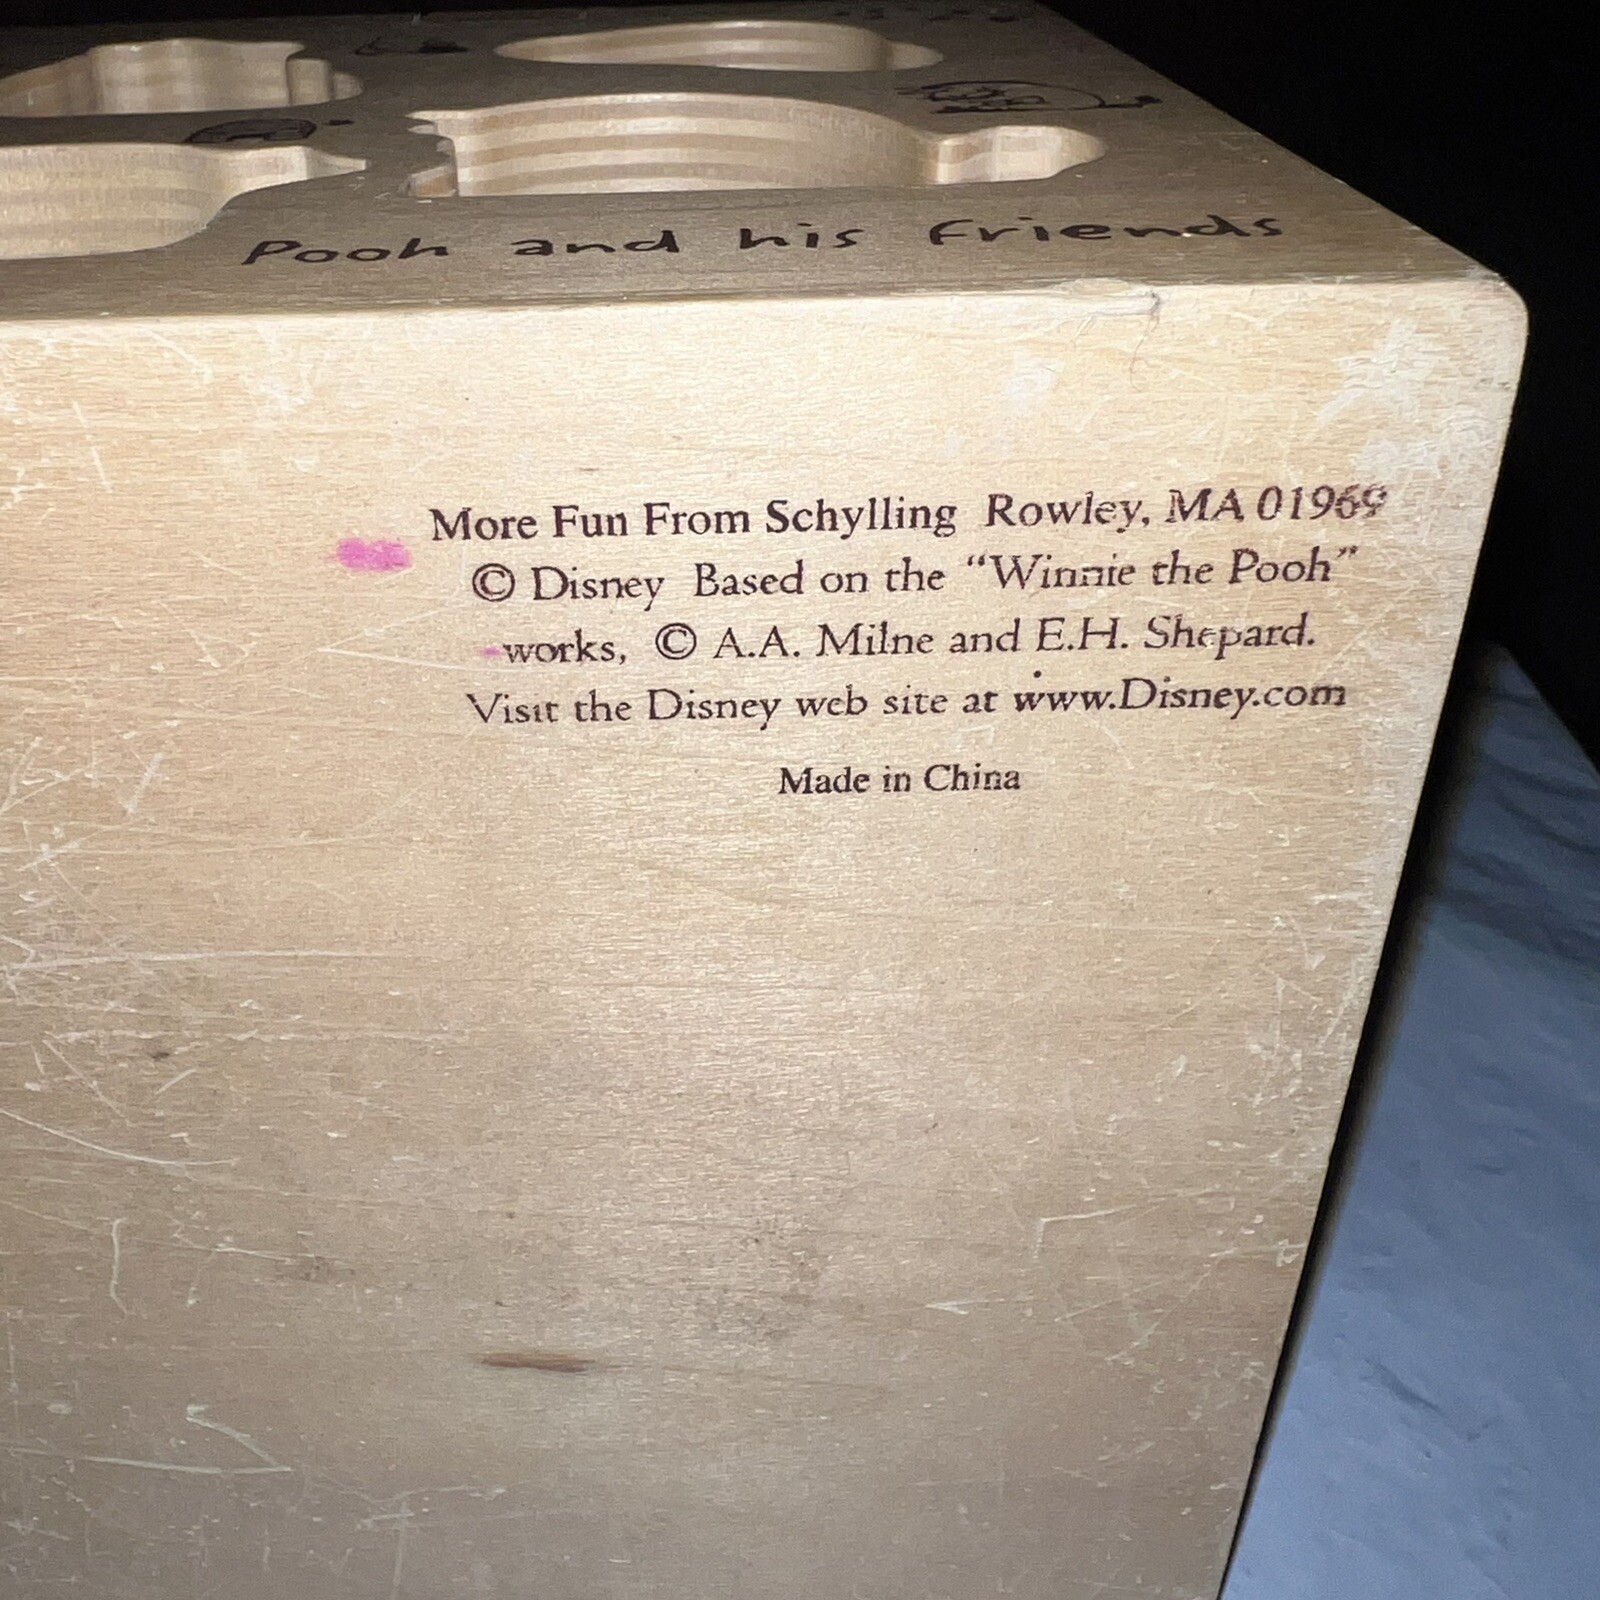 Pooh and his friends
More Fun From Schylling Rowley, MA 01969
© Disney Based on the “Winnie the Pooh”
works, © A.A. Milne and E.H. Shepard.
Visit the Disney web site at www.Disney.com
Made in China